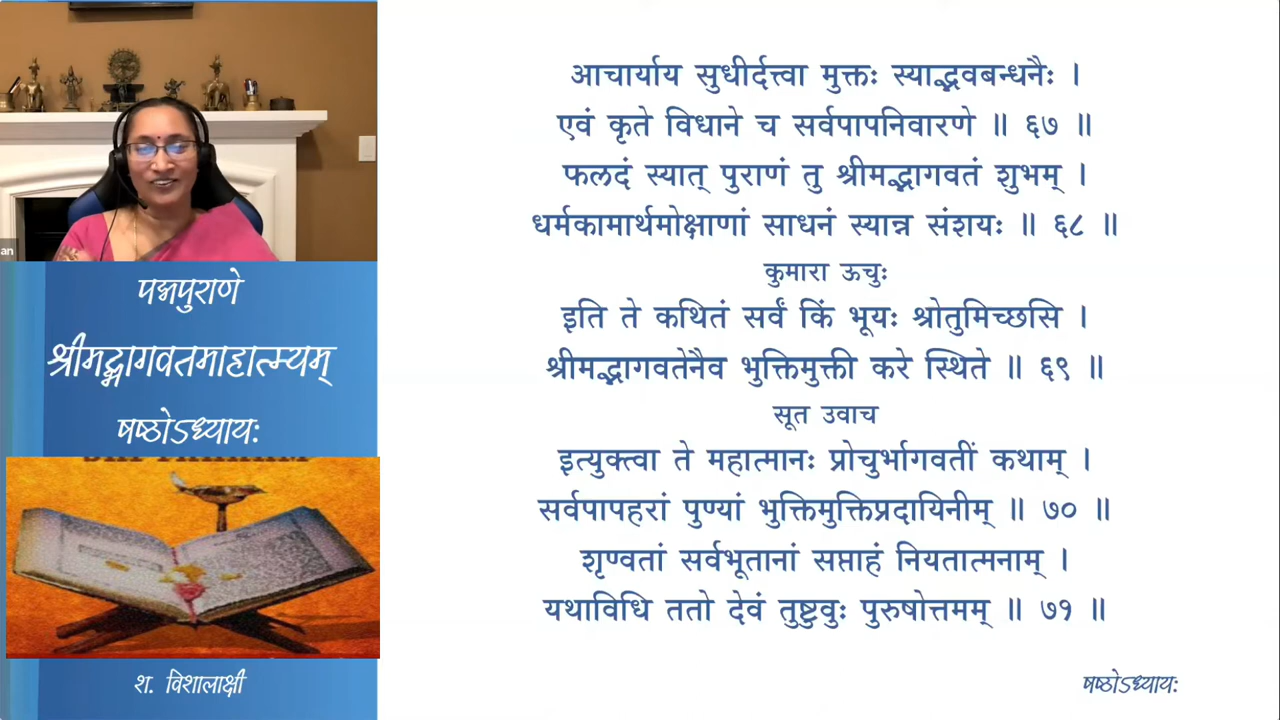 an
पद्मपुराणे
श्रीमद्भागवतमाहात्म्यम्
षष्ठोऽध्यायः
श. विशालाक्षी
आचार्याय सुधीर्दत्त्वा मुक्तः स्याद्भवबन्धनैः ।
एवं कृते विधाने च सर्वपापनिवारणे ॥ ६७ ॥
फलदं स्यात् पुराणं तु श्रीमद्भागवतं शुभम् ।
धर्मकामार्थमोक्षाणां साधनं स्यान्न संशयः ॥ ६८ ॥
कुमारा ऊचुः
इति ते कथितं सर्वं किं भूयः श्रोतुमिच्छसि ।
श्रीमद्भागवतेनैव भुक्तिमुक्ती करे स्थिते ॥ ६९ ॥
सूत उवाच
इत्युक्त्वा ते महात्मानः प्रोचुर्भागवतीं कथाम् ।
सर्वपापहरां पुण्यां भुक्तिमुक्तिप्रदायिनीम् ॥ ७० ॥
शृण्वतां सर्वभूतानां सप्ताहं नियतात्मनाम् ।
यथाविधि ततो देवं तुष्टुवुः पुरुषोत्तमम् ॥ ७१ ॥
षष्ठोऽध्यायः